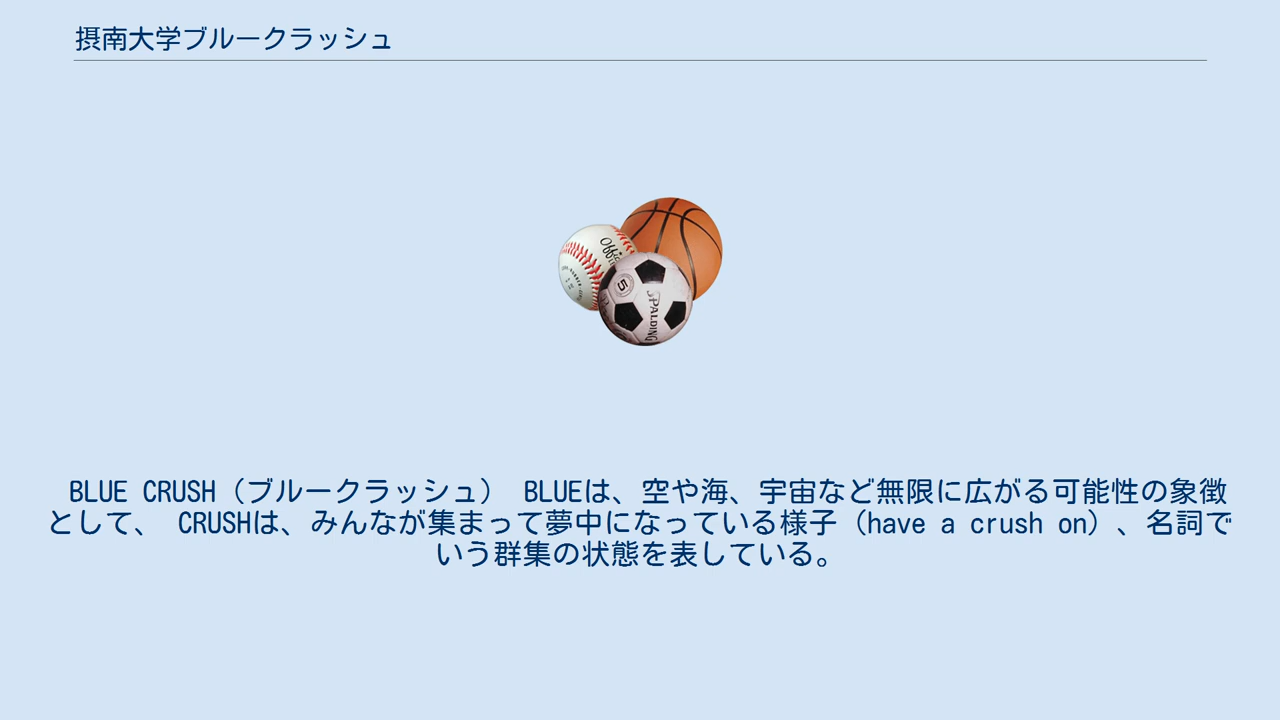 摂南大学ブルークラッシュ
Offic
5
SPALDING
BLUE CRUSH（ブルークラッシュ） BLUEは、空や海、宇宙など無限に広がる可能性の象徴
として、 CRUSHは、みんなが集まって夢中になっている様子（have a crush on）、名詞で
いう群集の状態を表している。